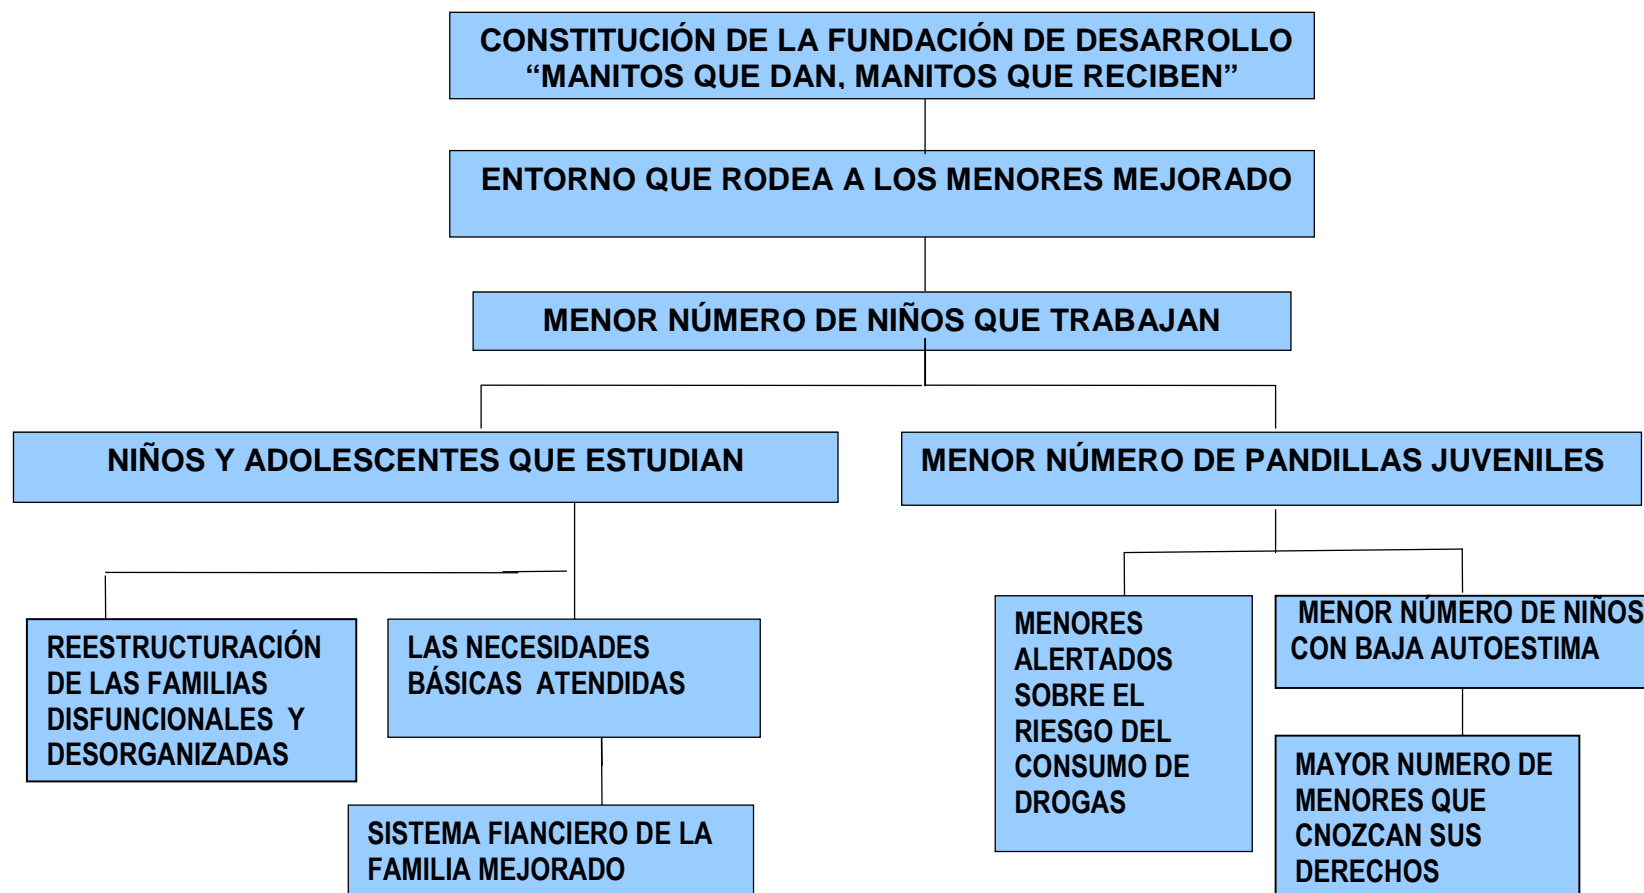 CONSTITUCIÓN DE LA FUNDACIÓN DE DESARROLLO
“MANITOS QUE DAN, MANITOS QUE RECIBEN”
ENTORNO QUE RODEA A LOS MENORES MEJORADO
MENOR NÚMERO DE NIÑOS QUE TRABAJAN
NIÑOS Y ADOLESCENTES QUE ESTUDIAN
MENOR NÚMERO DE PANDILLAS JUVENILES
REESTRUCTURACIÓN
DE LAS FAMILIAS
DISFUNCIONALES Y
DESORGANIZADAS
LAS NECESIDADES
BÁSICAS ATENDIDAS
SISTEMA FIANCIERO DE LA
FAMILIA MEJORADO
MENORES
ALERTADOS
SOBRE EL
RIESGO DEL
CONSUMO DE
DROGAS
MENOR NÚMERO DE NIÑOS
CON BAJA AUTOESTIMA
MAYOR NUMERO DE
MENORES QUE
CNOZCAN SUS
DERECHOS